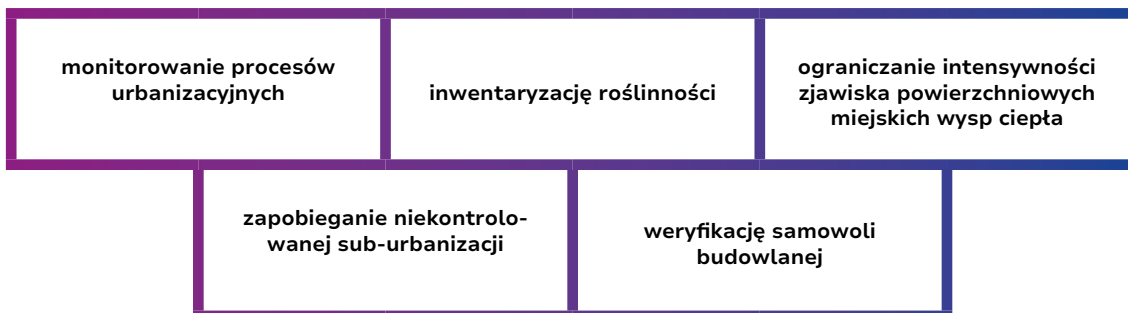 monitorowanie procesów
urbanizacyjnych
inwentaryzację roślinności
ograniczanie intensywności
zjawiska powierzchniowych
miejskich wysp ciepła
zapobieganie niekontrolo-
wanej sub-urbanizacji
weryfikację samowoli
budowlanej